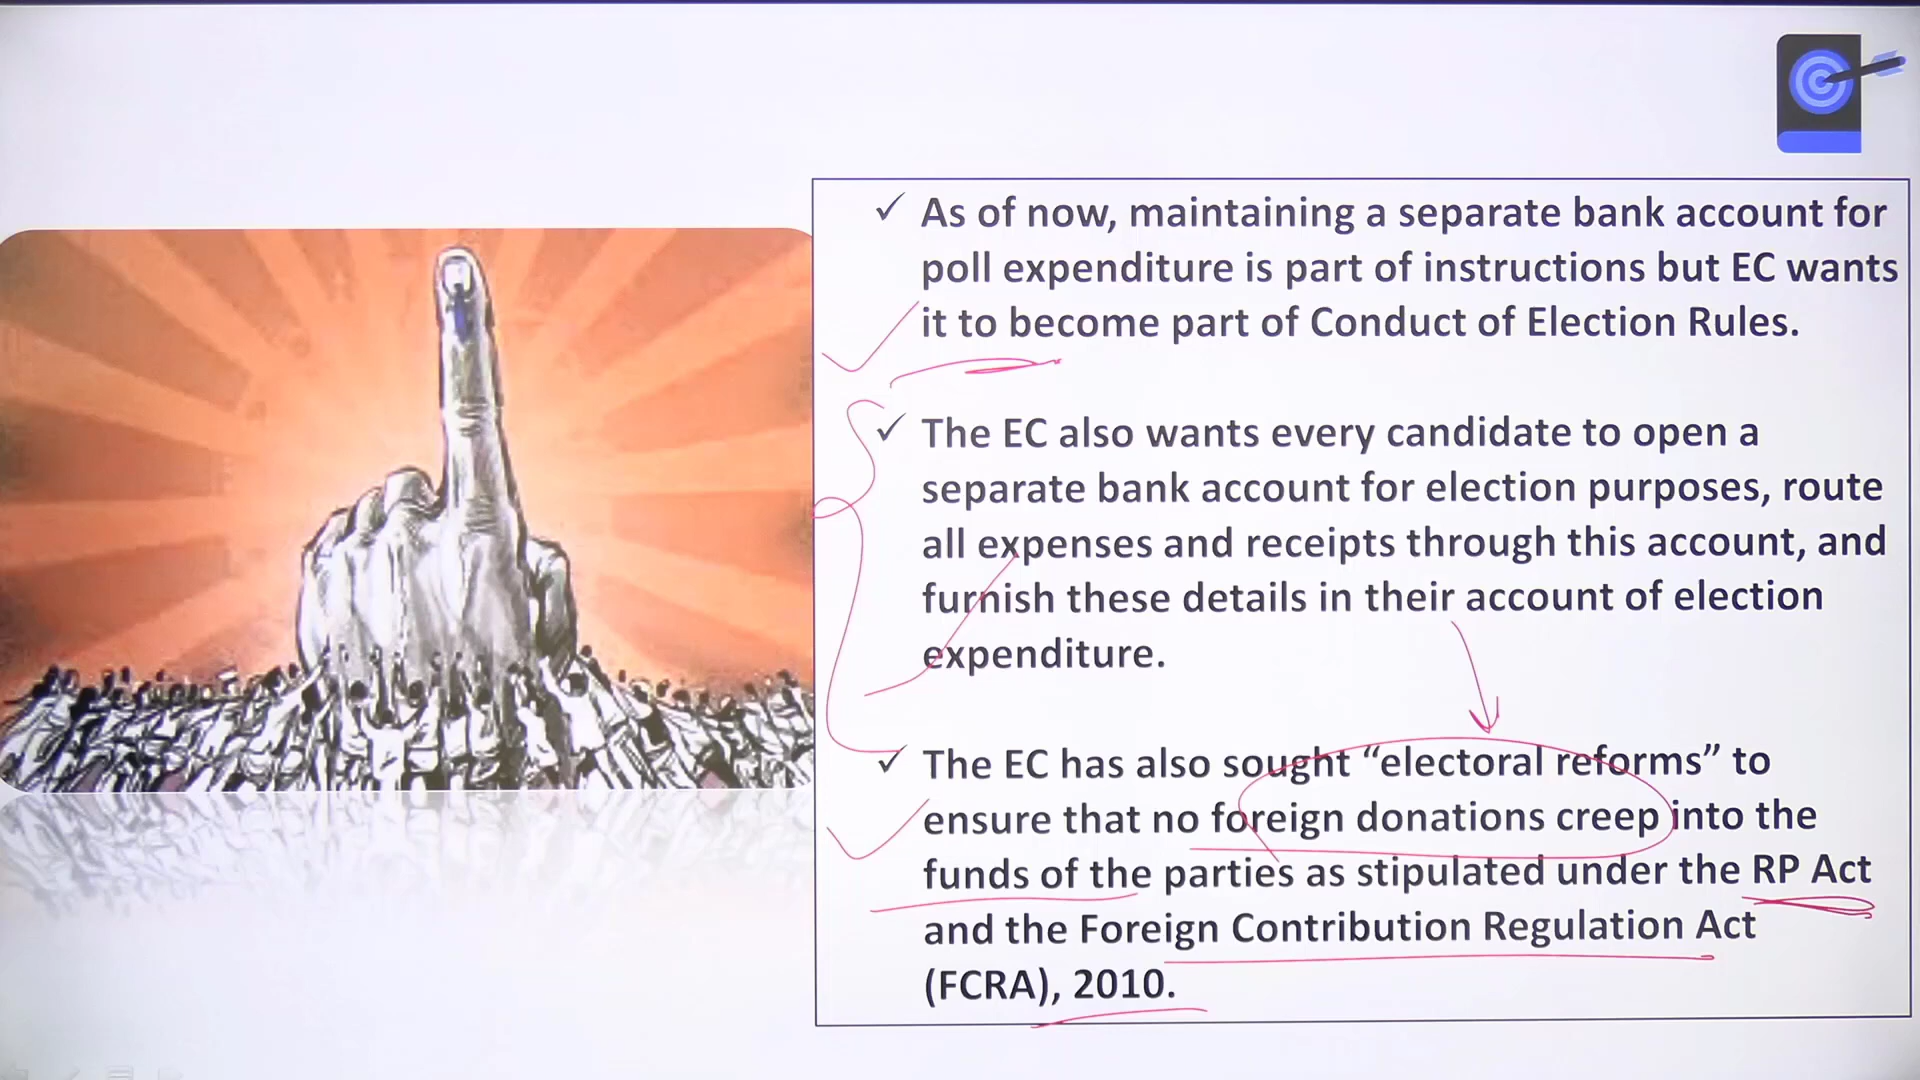 ✓ As of now, maintaining a separate bank account for
poll expenditure is part of instructions but EC wants
it to become part of Conduct of Election Rules.
✓ The EC also wants every candidate to open a
separate bank account for election purposes, route
all expenses and receipts through this account, and
furnish these details in their account of election
expenditure.
✓ The EC has also sought “electoral reforms” to
ensure that no foreign donations creep into the
funds of the parties as stipulated under the RP Act
and the Foreign Contribution Regulation Act
(FCRA), 2010.